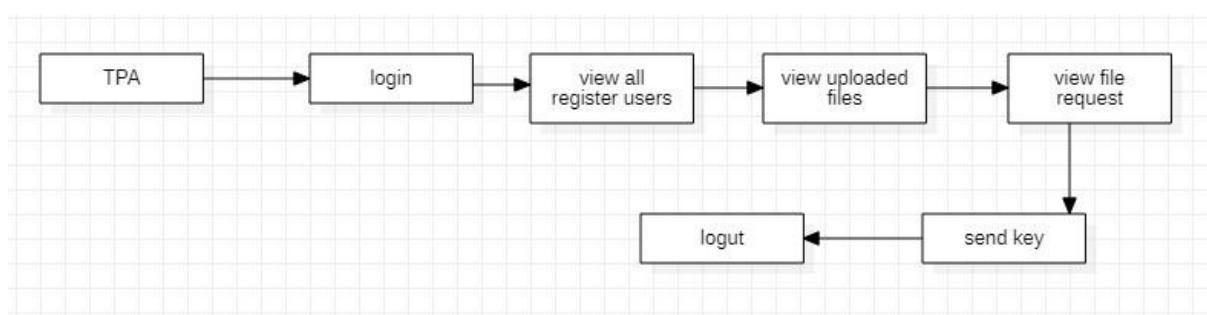 TPA
login
view all
register users
view uploaded
files
view file
request
send key
logut